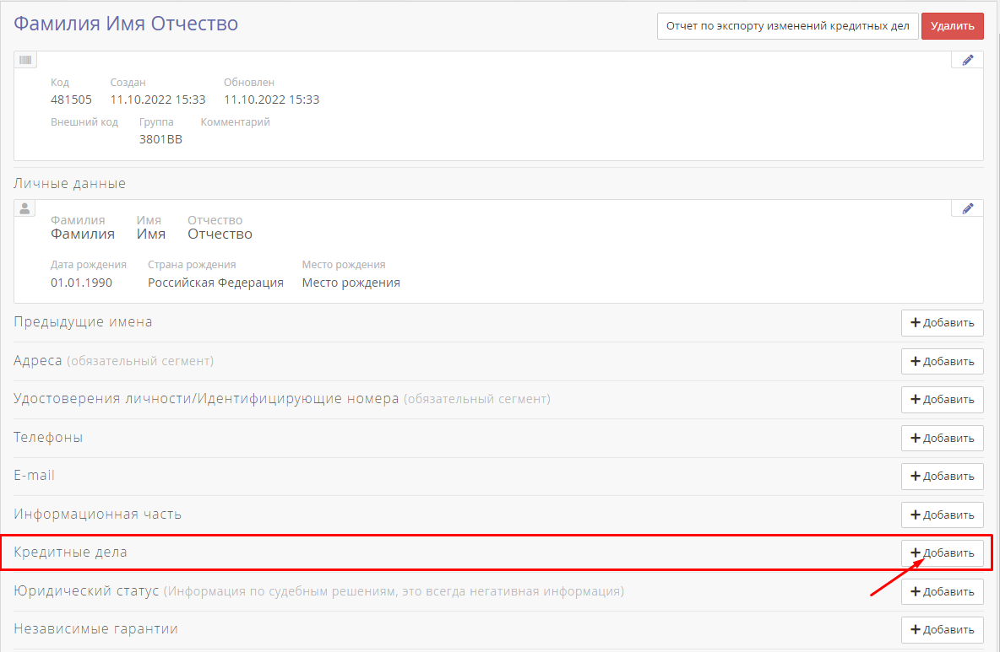 Фамилия Имя Отчество
Отчет по экспорту изменений кредитных дел Удалить
Код Создан Обновлен
481505 11.10.2022 15:33 11.10.2022 15:33
Внешний код Группа Комментарий
3801BB
Личные данные
Фамилия Имя Отчество
Фамилия Имя Отчество
Дата рождения Страна рождения Место рождения
01.01.1990 Российская Федерация Место рождения
Предыдущие имена + Добавить
Адреса (обязательный сегмент) + Добавить
Удостоверения личности/Идентифицирующие номера (обязательный сегмент) + Добавить
Телефоны + Добавить
E-mail + Добавить
Информационная часть + Добавить
Кредитные дела + Добавить
Юридический статус (Информация по судебным решениям, это всегда негативная информация) + Добавить
Независимые гарантии + Добавить